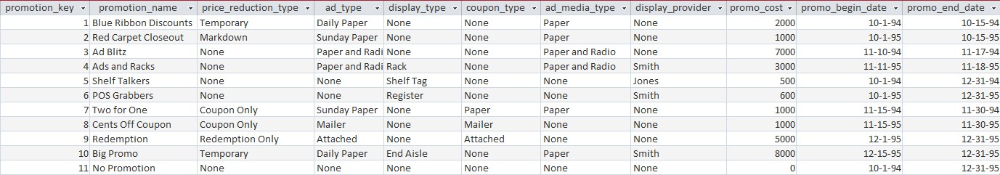 promotion_key promotion_name price_reduction_type ad_type display_type coupon_type ad_media_type display_provider promo_cost promo_begin_date promo_end_date
1 Blue Ribbon Discounts Temporary Daily Paper None None Paper None 2000 10-1-94 10-15-94
2 Red Carpet Closeout Markdown Sunday Paper None None Paper None 1000 10-1-95 10-15-95
3 Ad Blitz None Paper and Radi None None Paper and Radio None 7000 11-10-94 11-17-94
4 Ads and Racks None Paper and Radi Rack None Paper and Radio Smith 3000 11-11-95 11-18-95
5 Shelf Talkers None None Shelf Tag None None Jones 500 10-1-94 12-31-94
6 POS Grabbers None None Register None None Smith 600 10-1-95 12-31-95
7 Two for One Coupon Only Sunday Paper None Paper Paper None 1000 11-15-94 11-30-94
8 Cents Off Coupon Coupon Only Mailer None Mailer None None 1000 11-15-95 11-30-95
9 Redemption Redemption Only Attached None Attached None None 5000 12-1-95 12-31-95
10 Big Promo Temporary Daily Paper End Aisle None Paper Smith 8000 12-15-95 12-31-95
11 No Promotion None None None None None None 0 10-1-94 12-31-95